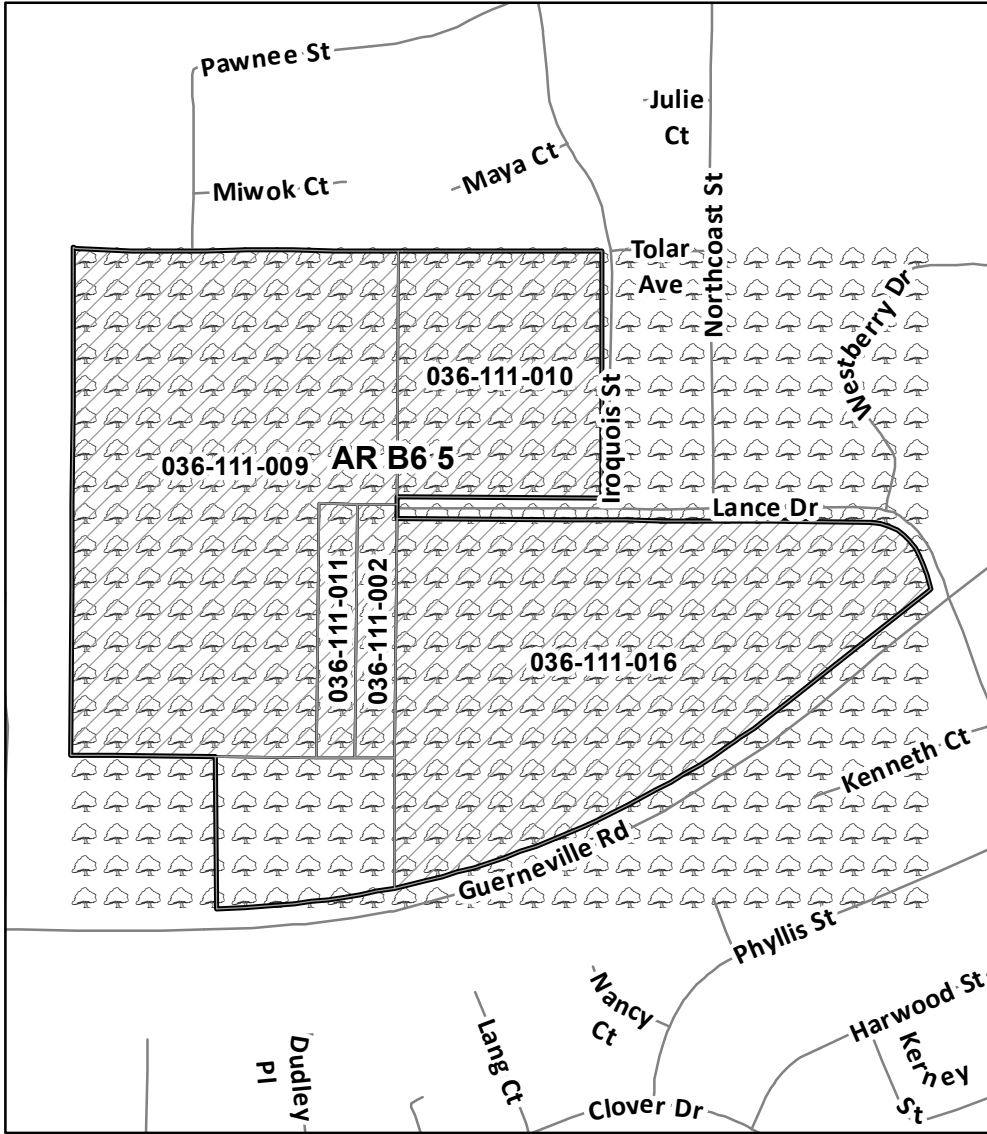 Pawnee St
Julie
Ct
Maya Ct
Miwok Ct
Northcoast St
Tolar
Ave
Westberry Dr
036-111-010
Iroquois St
AR B6 5
036-111-009
Lance Dr
036-111-011
036-111-002
036-111-016
Kenneth Ct
Guerneville Rd
Phyllis St
Nancy
Ct
Harwood St
Kerney
St
Dudley
Pl
Lang Ct
Clover Dr